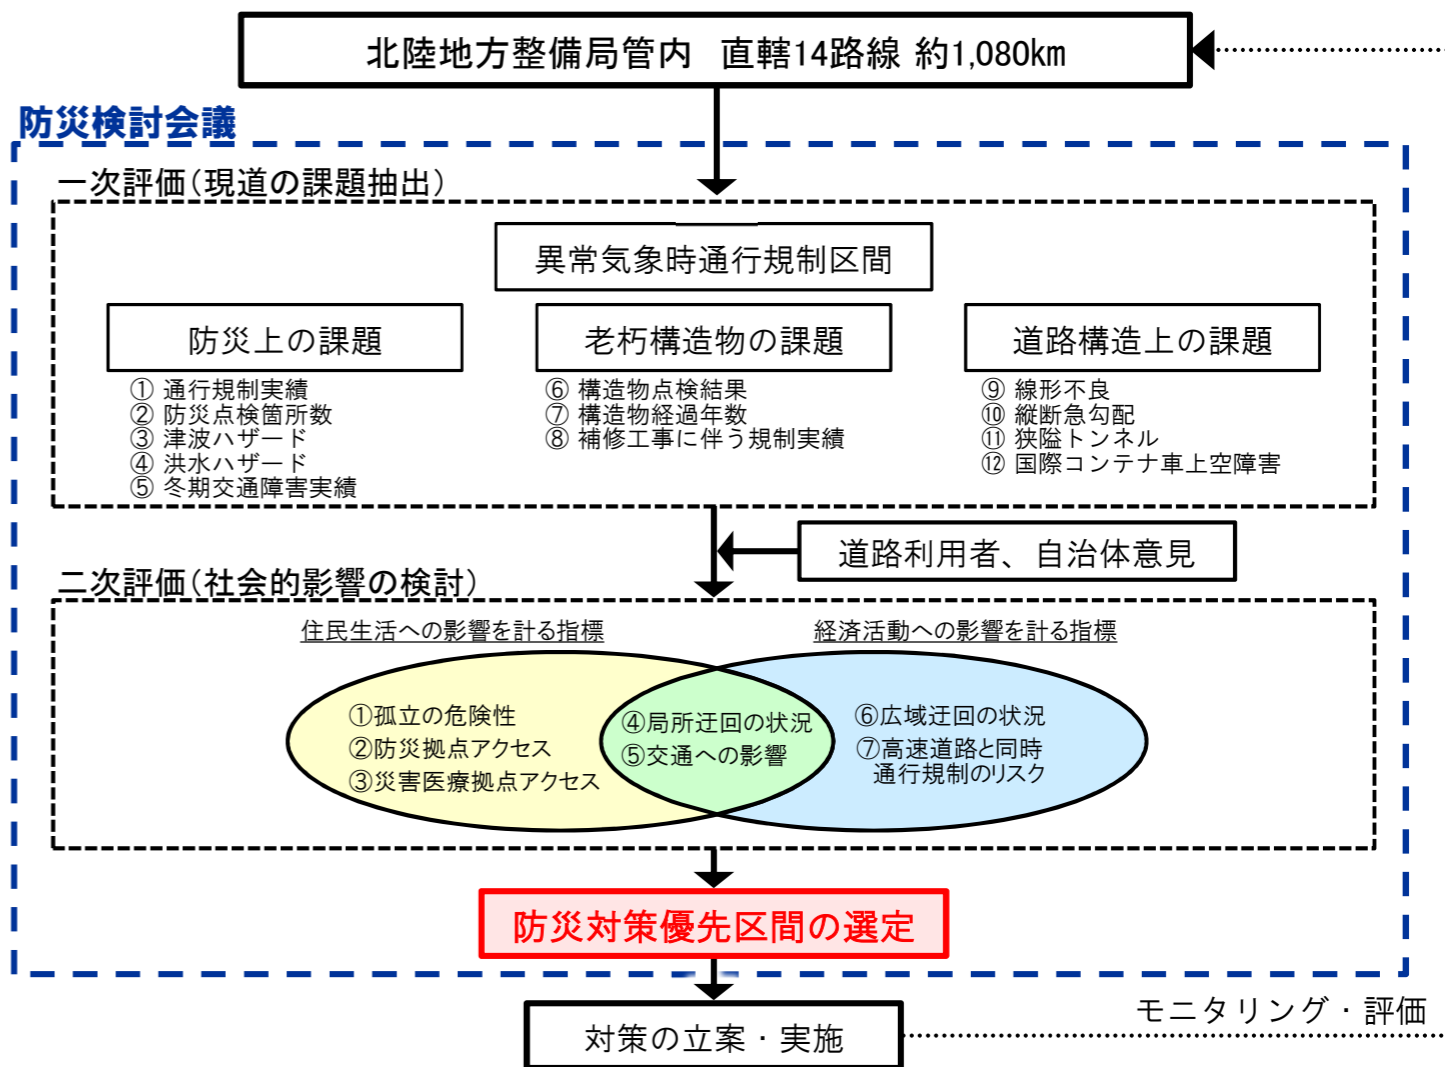 北陸地方整備局管内 直轄14路線 約1,080km
防災検討会議
一次評価(現道の課題抽出)
異常気象時通行規制区間
防災上の課題
① 通行規制実績
② 防災点検箇所数
③ 津波ハザード
④ 洪水ハザード
⑤ 冬期交通障害実績
老朽構造物の課題
⑥ 構造物点検結果
⑦ 構造物経過年数
⑧ 補修工事に伴う規制実績
道路構造上の課題
⑨ 線形不良
⑩ 縦断急勾配
⑪ 狭隘トンネル
⑫ 国際コンテナ車上空障害
道路利用者、自治体意見
二次評価(社会的影響の検討)
住民生活への影響を計る指標
経済活動への影響を計る指標
①孤立の危険性
②防災拠点アクセス
③災害医療拠点アクセス
④局所迂回の状況
⑤交通への影響
⑥広域迂回の状況
⑦高速道路と同時
通行規制のリスク
防災対策優先区間の選定
対策の立案・実施
モニタリング・評価